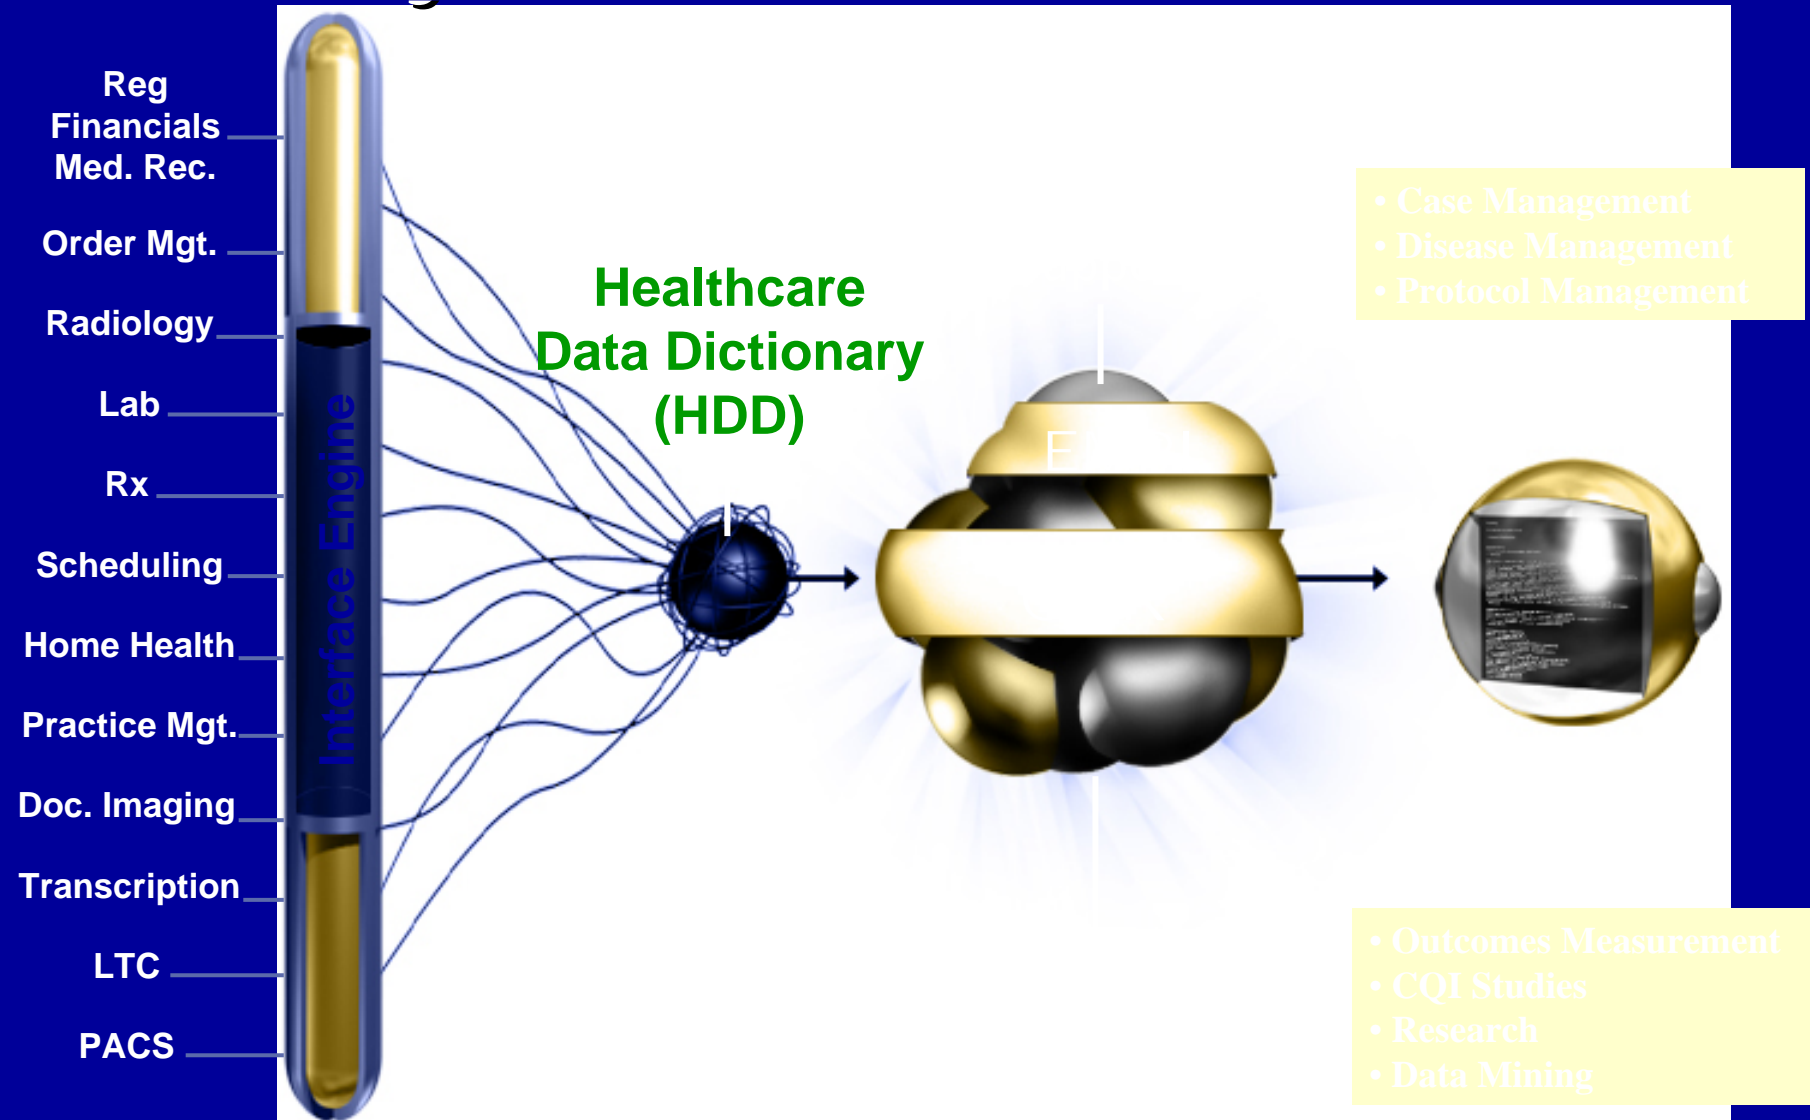 Reg
Financials
Med. Rec.
Order Mgt.
Radiology
Lab
Rx
Scheduling
Home Health
Practice Mgt.
Doc. Imaging
Transcription
LTC
PACS
Interface Engine
Healthcare
Data Dictionary
(HDD)
• Case Management
• Disease Management
• Protocol Management
• Outcomes Measurement
• CQI Studies
• Research
• Data Mining